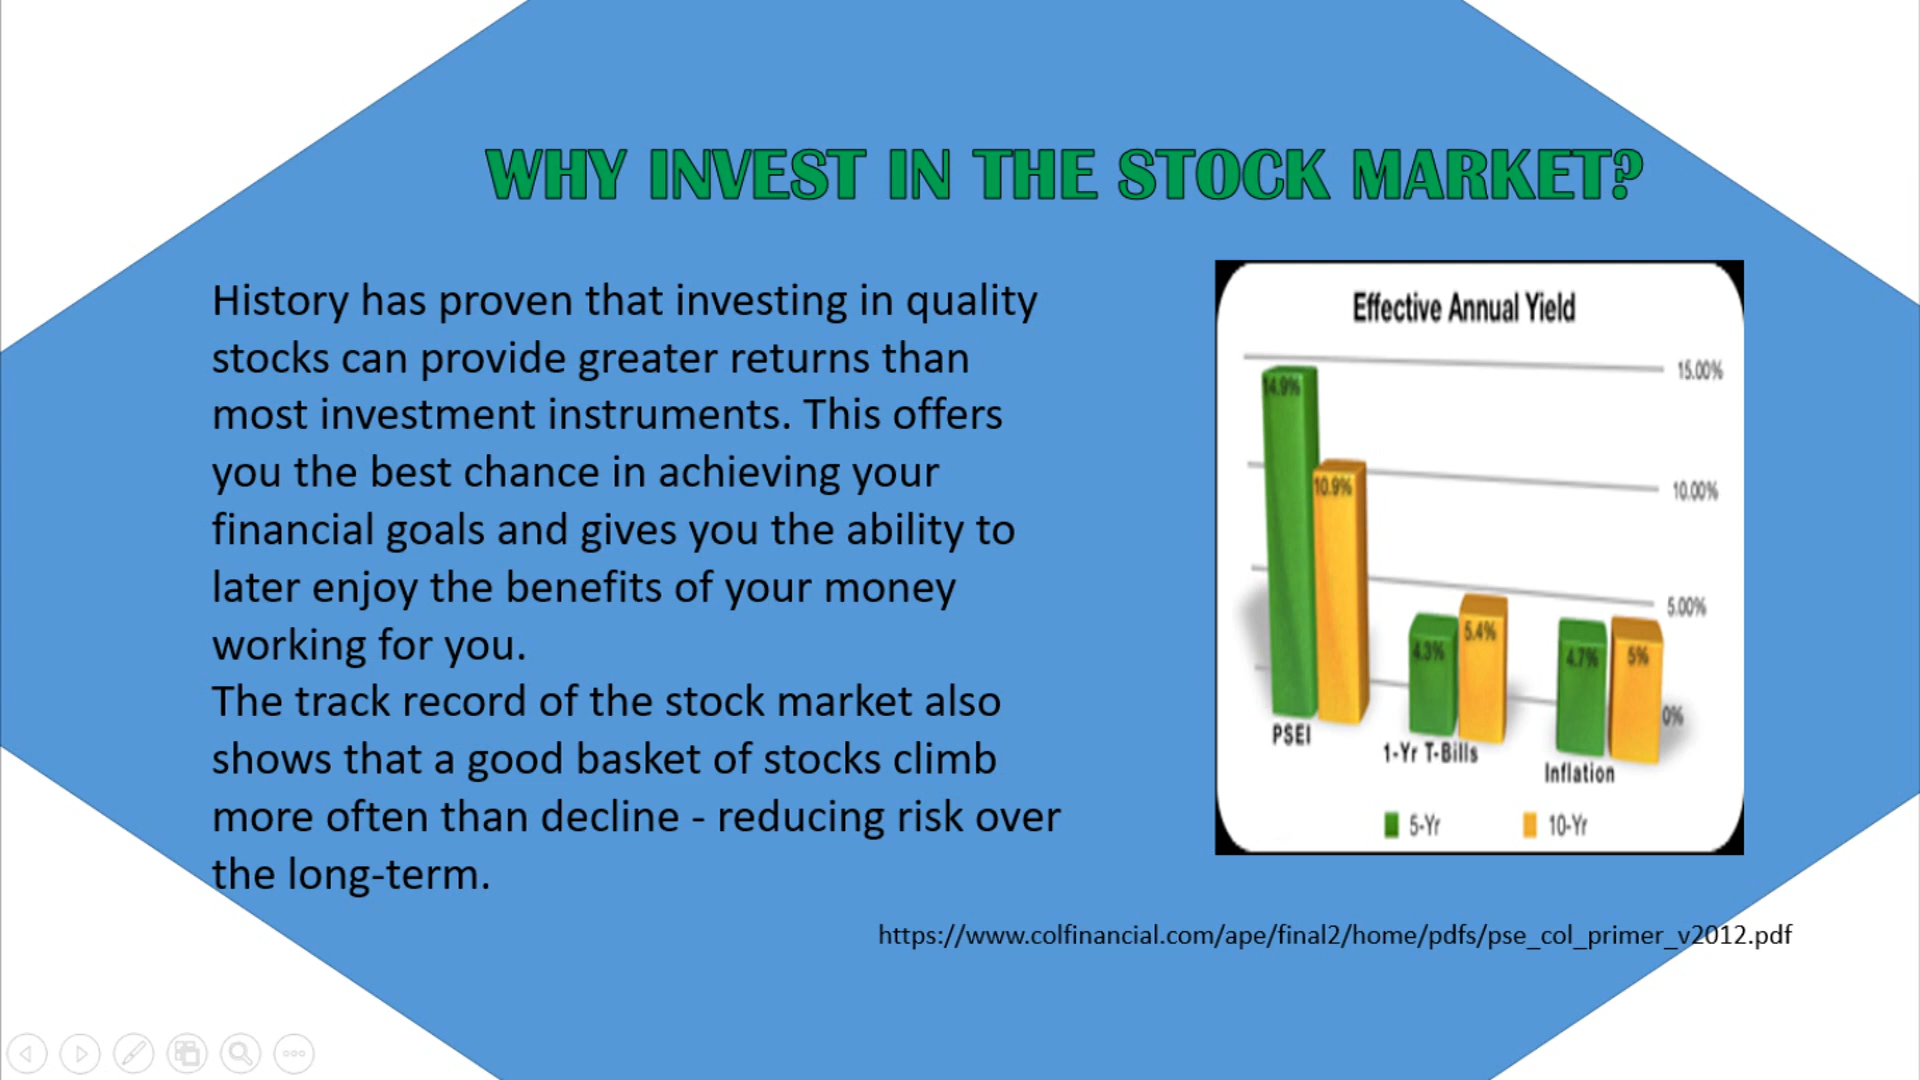 WHY INVEST IN THE STOCK MARKET?
History has proven that investing in quality
stocks can provide greater returns than
most investment instruments. This offers
you the best chance in achieving your
financial goals and gives you the ability to
later enjoy the benefits of your money
working for you.
The track record of the stock market also
shows that a good basket of stocks climb
more often than decline - reducing risk over
the long-term.
Effective Annual Yield
15.00%
14.9%
10.00%
10.9%
5.00%
4.3%
5.4%
4.7%
5%
0%
PSEI
1-Yr T-Bills
Inflation
5-Yr
10-Yr
https://www.colfinancial.com/ape/final2/home/pdfs/pse_col_primer_v2012.pdf